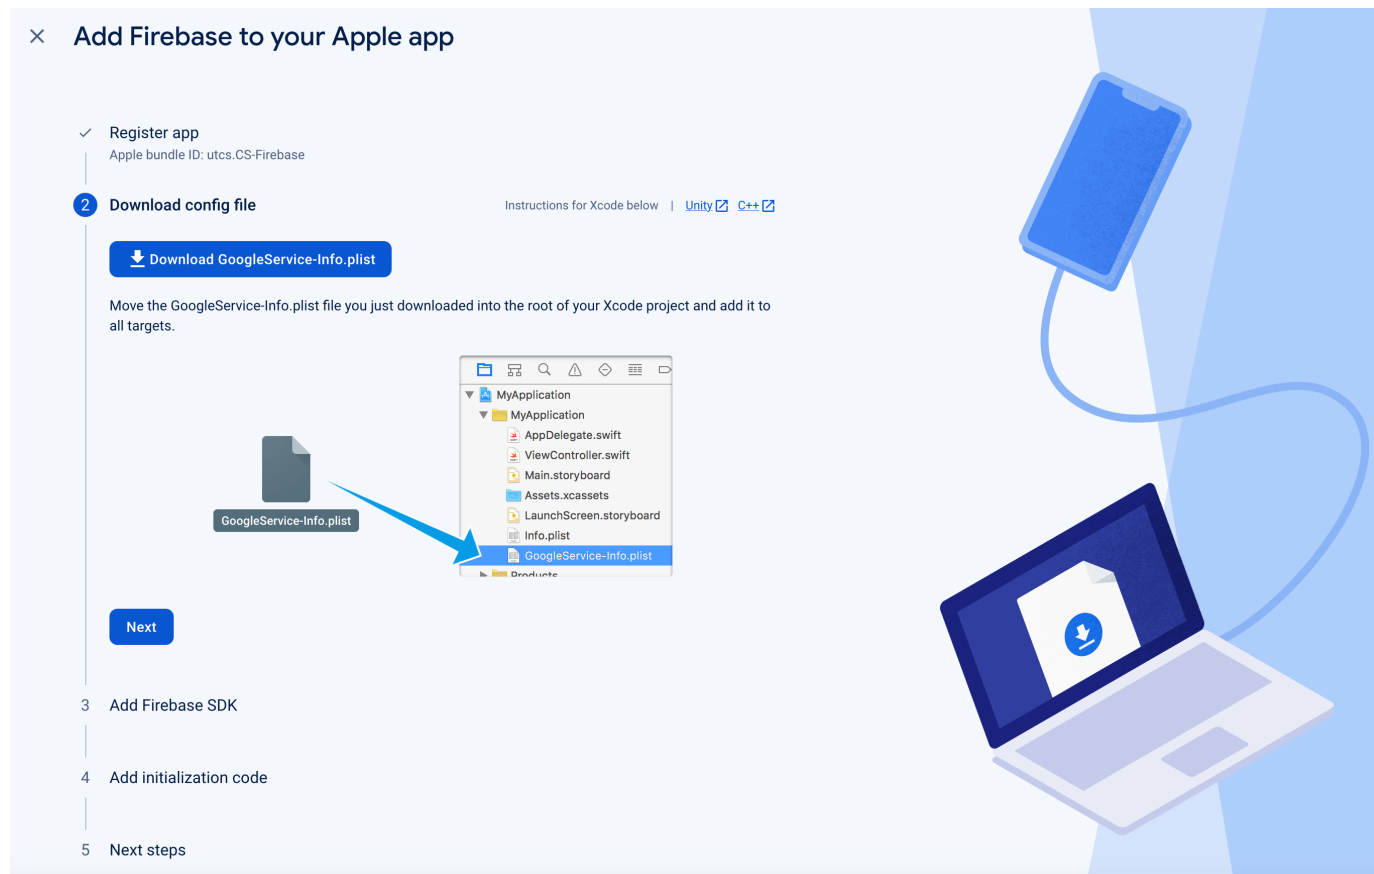 Add Firebase to your Apple app
Register app
Apple bundle ID: utcs.CS-Firebase
2 Download config file
Instructions for Xcode below | Unity C++
Download GoogleService-Info.plist
Move the GoogleService-Info.plist file you just downloaded into the root of your Xcode project and add it to
all targets.
GoogleService-Info.plist
MyApplication
MyApplication
AppDelegate.swift
ViewController.swift
Main.storyboard
Assets.xcassets
LaunchScreen.storyboard
Info.plist
GoogleService-Info.plist
Products
Next
3 Add Firebase SDK
4 Add initialization code
5 Next steps